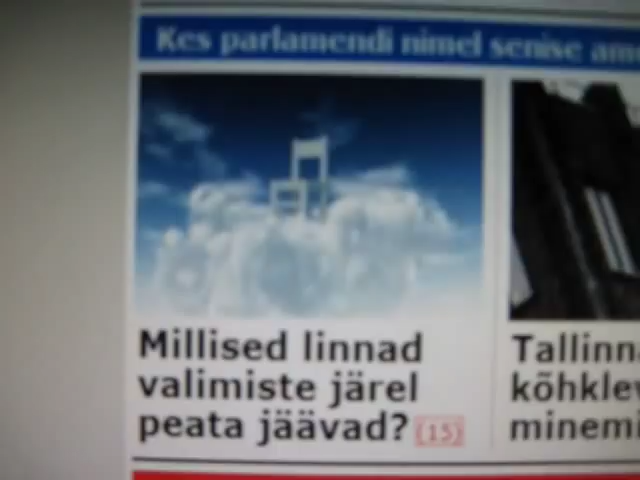 Kes parlamendi nimel senise
Millised linnad
valimiste järel
peata jäävad? (15)
Tallinn
kõhklev
minemi